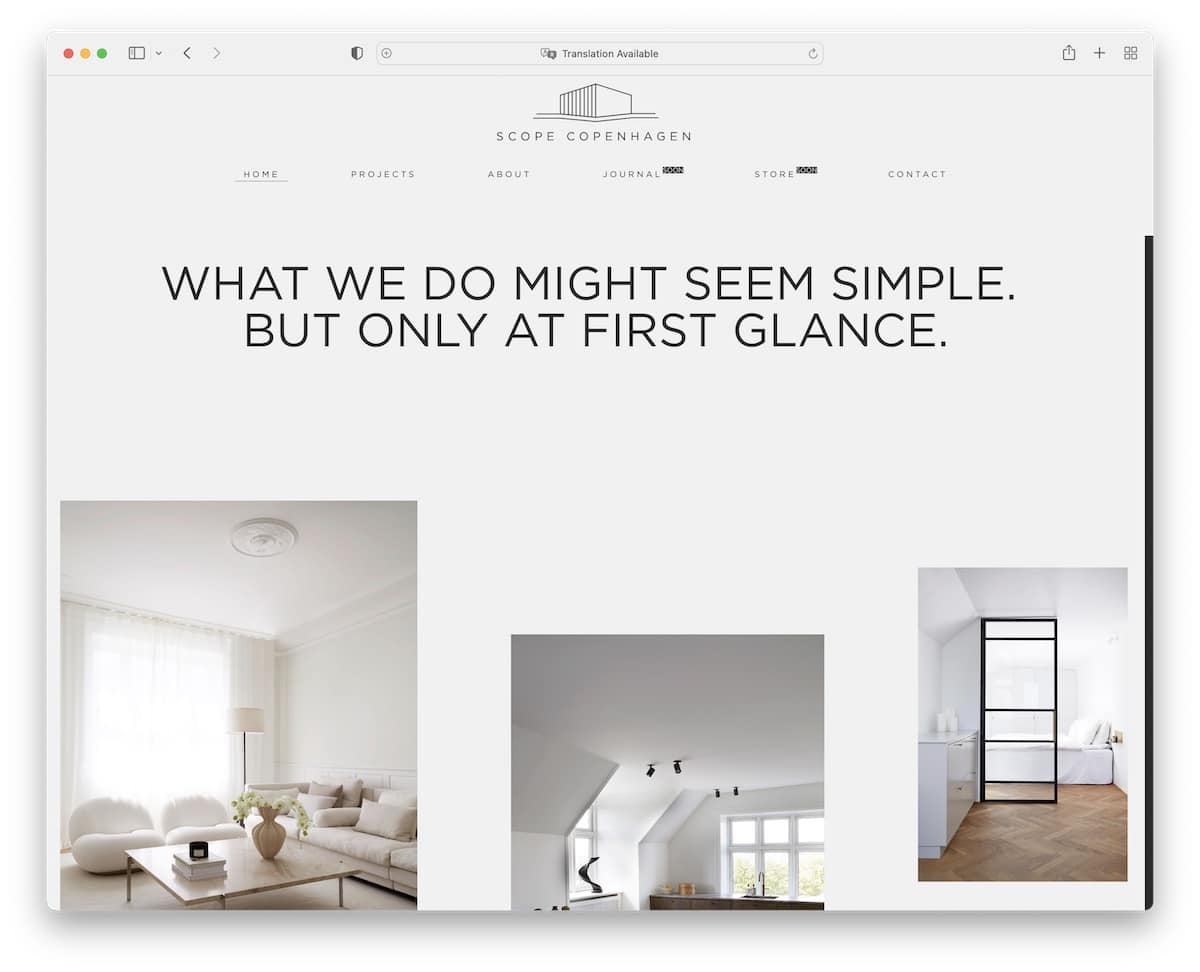 Translation Available
SCOPE COPENHAGEN
HOME PROJECTS ABOUT JOURNAL SOON STORE SOON CONTACT
WHAT WE DO MIGHT SEEM SIMPLE.
BUT ONLY AT FIRST GLANCE.